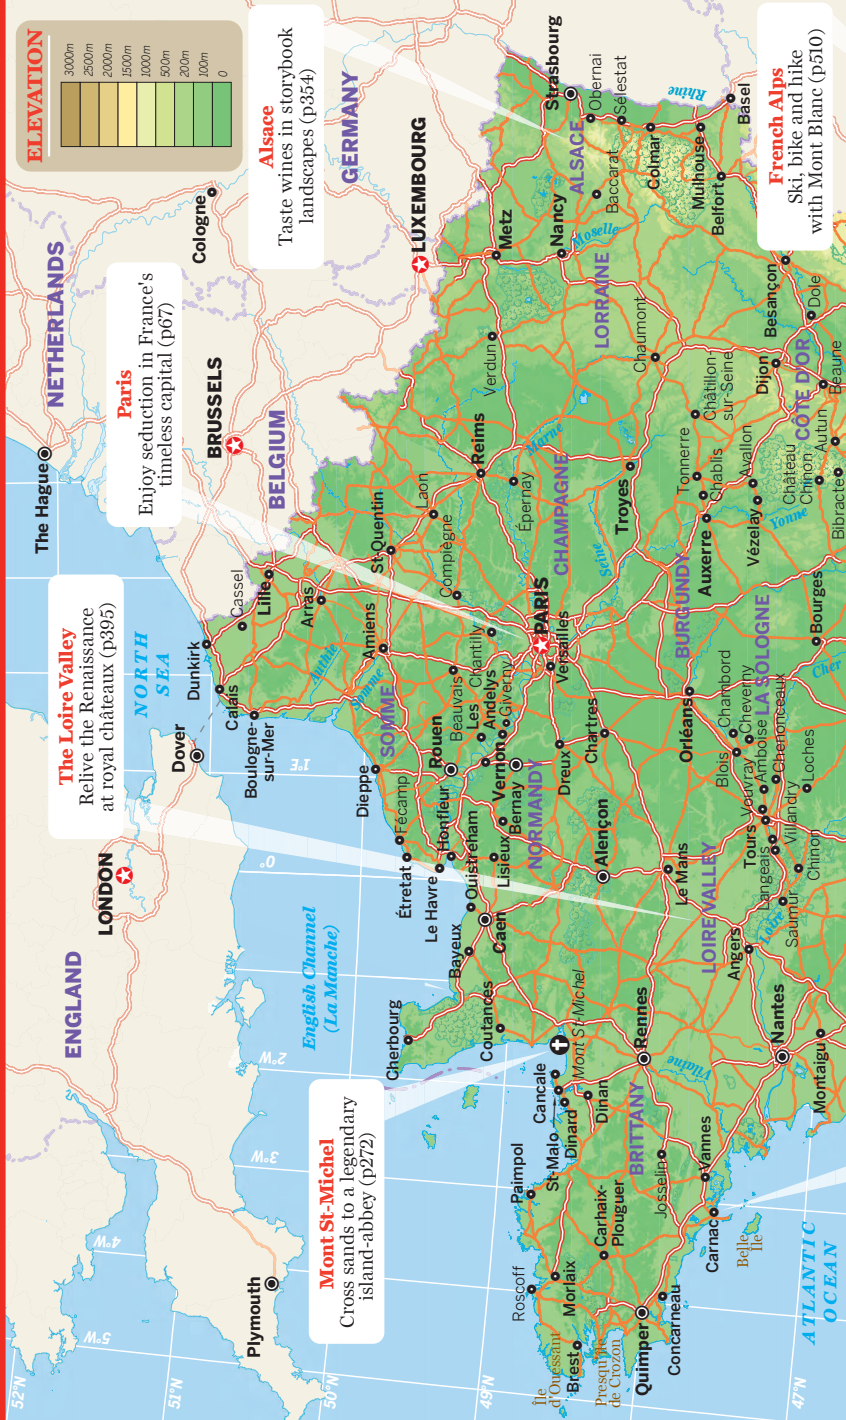 ELEVATION
3000m
2500m
2000m
1500m
1000m
500m
200m
100m
0
Alsace
Taste wines in storybook
landscapes (p354)
Paris
Enjoy seduction in France's
timeless capital (p67)
The Loire Valley
Relive the Renaissance
at royal châteaux (p395)
Mont St-Michel
Cross sands to a legendary
island-abbey (p272)
French Alps
Ski, bike and hike
with Mont Blanc (p510)
52°N
51°N
50°N
49°N
47°N
5°W
4°W
3°W
2°W
0°
1°E
ENGLAND
LONDON
Plymouth
Dover
NORTH
SEA
English Channel
(La Manche)
ATLANTIC
OCEAN
NETHERLANDS
The Hague
BELGIUM
BRUSSELS
GERMANY
Cologne
LUXEMBOURG
Dunkirk
Calais
Cassel
Lille
Boulogne-
sur-Mer
Arras
Authie
Somme
SOMME
Amiens
St-Quentin
Laon
Dieppe
Fécamp
Étretat
Le Havre
Honfleur
Rouen
Beauvais
Compiègne
Chantilly
Les
Andelys
Giverny
Vernon
Ouistreham
Lisieux
Bernay
NORMANDY
Caen
Bayeux
Cherbourg
Coutances
Mont St-Michel
Cancale
St-Malo
Dinard
Dinan
Paimpol
Roscoff
Morlaix
Île
d'Ouessant
Brest
Presqu'île
de Crozon
Quimper
Concarneau
Carhaix-
Plouguer
BRITTANY
Josselin
Rennes
Vilaine
Vannes
Carnac
Belle
Île
Nantes
Montaigu
Alençon
Le Mans
LOIRE VALLEY
Angers
Loire
Saumur
Chinon
Langeais
Villandry
Tours
Vouvray
Amboise
Chenonceaux
Loches
Blois
Chambord
Cheverny
LA SOLOGNE
Orléans
Chartres
Dreux
Versailles
PARIS
Seine
Marne
Épernay
Reims
CHAMPAGNE
Troyes
Verdun
Metz
Nancy
Moselle
LORRAINE
Baccarat
ALSACE
Strasbourg
Obernai
Sélestat
Colmar
Rhine
Mulhouse
Basel
Belfort
Chaumont
Châtillon-
sur-Seine
Tonnerre
Chablis
Auxerre
Avallon
Vézelay
Yonne
BURGUNDY
Bourges
Cher
Château
Chinon
Autun
Bibracte
Dijon
CÔTE D'OR
Beaune
Dole
Besançon